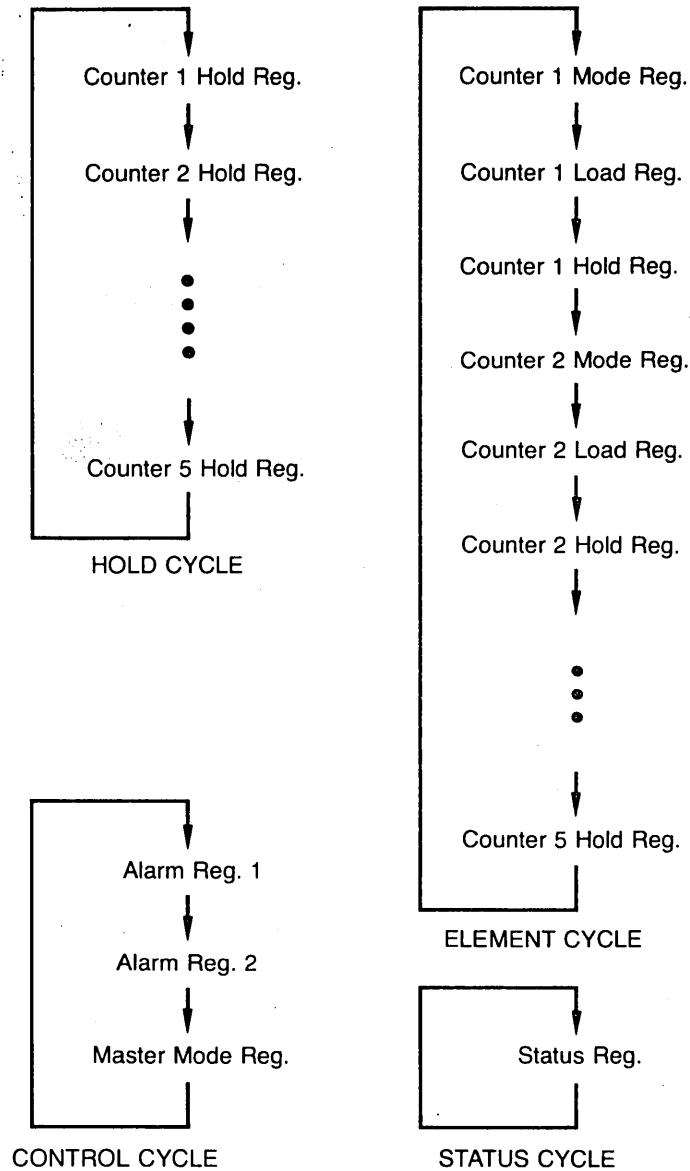 Counter 1 Hold Reg.
Counter 2 Hold Reg.
Counter 5 Hold Reg.
HOLD CYCLE
Counter 1 Mode Reg.
Counter 1 Load Reg.
Counter 1 Hold Reg.
Counter 2 Mode Reg.
Counter 2 Load Reg.
Counter 2 Hold Reg.
Counter 5 Hold Reg.
ELEMENT CYCLE
Alarm Reg. 1
Alarm Reg. 2
Master Mode Reg.
CONTROL CYCLE
Status Reg.
STATUS CYCLE